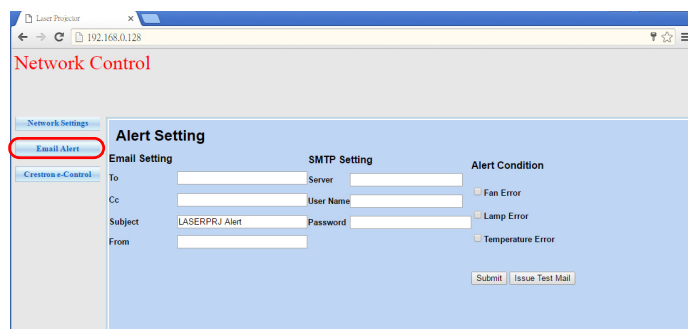 Laser Projector
192.168.0.128
Network Control
Network Settings
Email Alert
Crestron e-Control
Alert Setting
Email Setting
To
Cc
Subject LASERPRJ Alert
From
SMTP Setting
Server
User Name
Password
Alert Condition
Fan Error
Lamp Error
Temperature Error
Submit Issue Test Mail